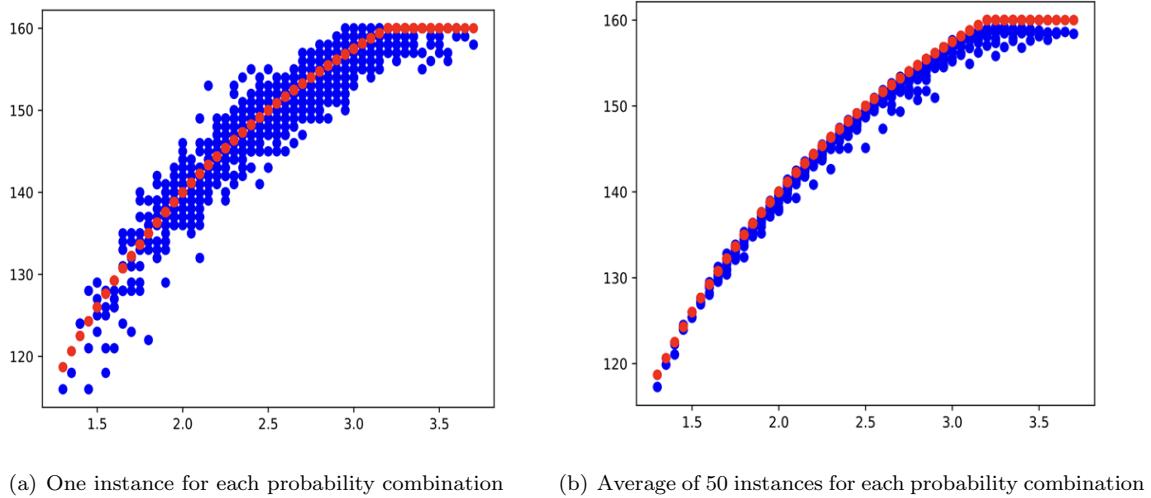 160
150
140
130
120
1.5 2.0 2.5 3.0 3.5
(a) One instance for each probability combination
160
150
140
130
120
1.5 2.0 2.5 3.0 3.5
(b) Average of 50 instances for each probability combination